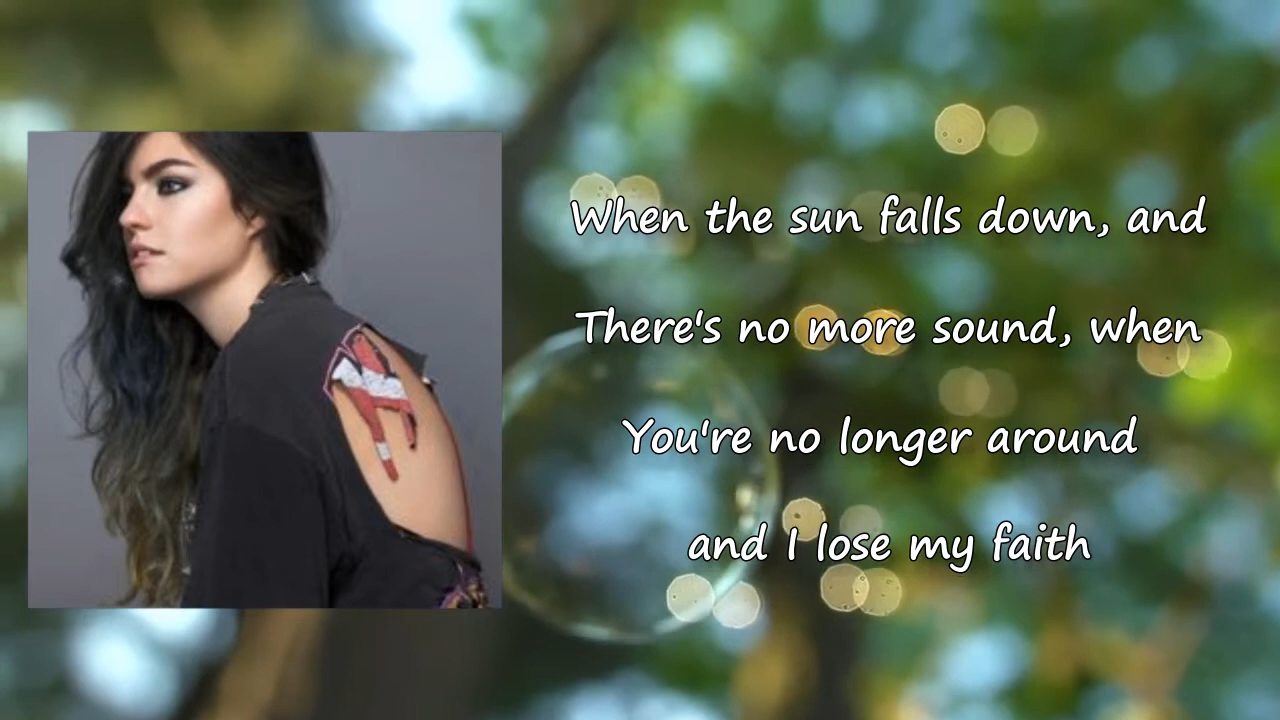 When the sun falls down, and
There's no more sound, when
You're no longer around
and I lose my faith